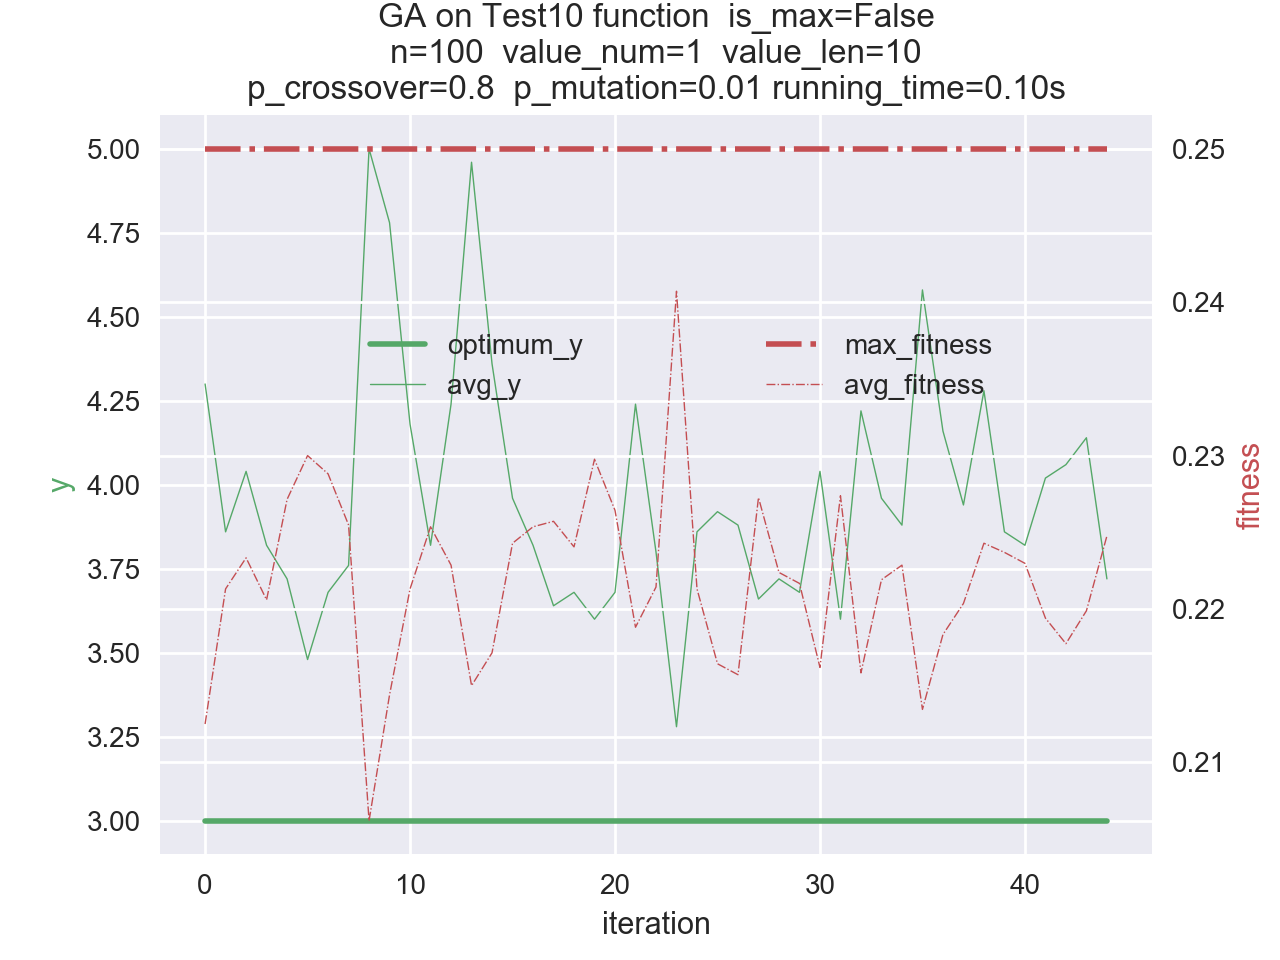 GA on Test10 function  is_max=False
n=100  value_num=1  value_len=10
p_crossover=0.8  p_mutation=0.01 running_time=0.10s
5.00
4.75
4.50
4.25
4.00
3.75
3.50
3.25
3.00
y
optimum_y
avg_y
max_fitness
avg_fitness
0.25
0.24
0.23
0.22
0.21
fitness
0 10 20 30 40
iteration